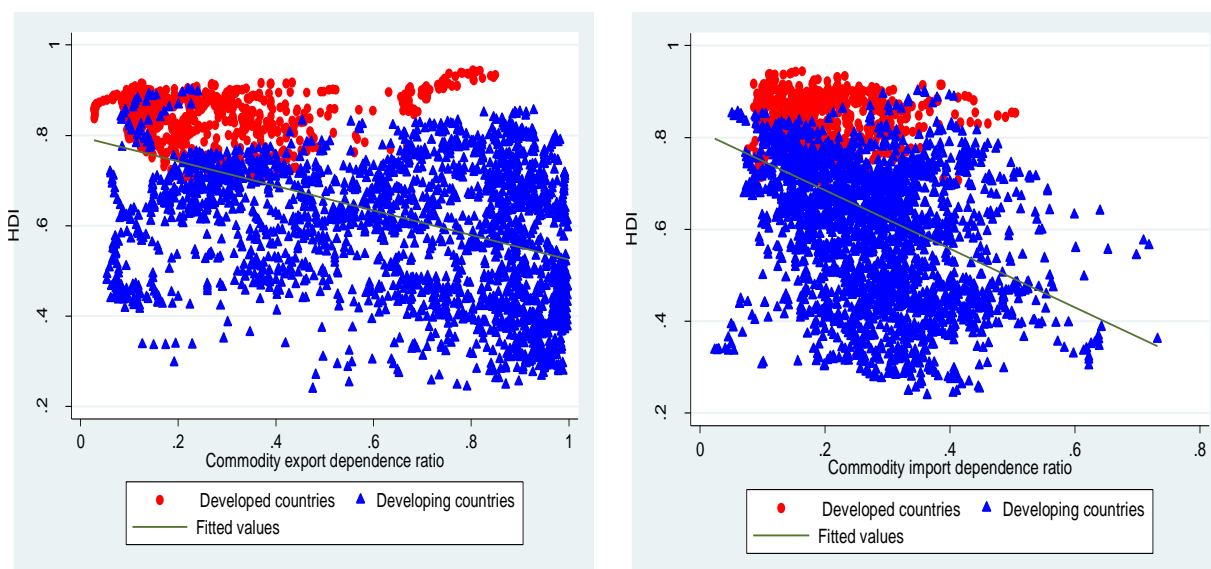 1
.8
.6
.4
.2
HDI
0 .2 .4 .6 .8 1
Commodity export dependence ratio
Developed countries Developing countries
Fitted values
1
.8
.6
.4
.2
HDI
0 .2 .4 .6 .8
Commodity import dependence ratio
Developed countries Developing countries
Fitted values